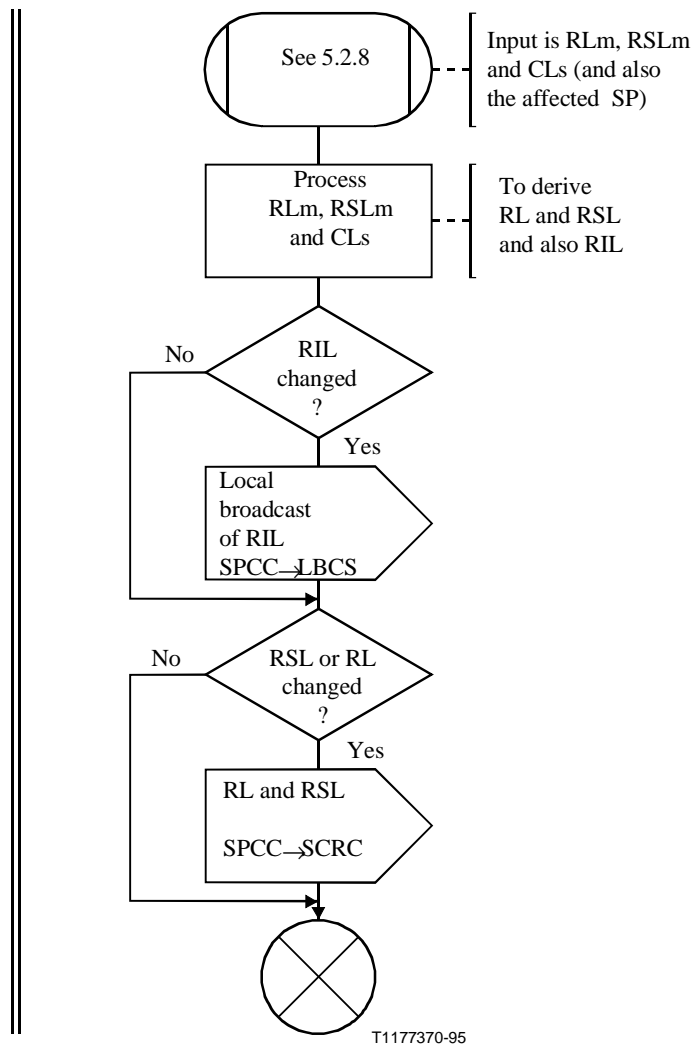 See 5.2.8
Input is RLm, RSLm
and CLs (and also
the affected SP)
Process
RLm, RSLm
and CLs
To derive
RL and RSL
and also RIL
No
RIL
changed
?
Yes
Local
broadcast
of RIL
SPCC→LBCS
No
RSL or RL
changed
?
Yes
RL and RSL
SPCC→SCRC
T1177370-95